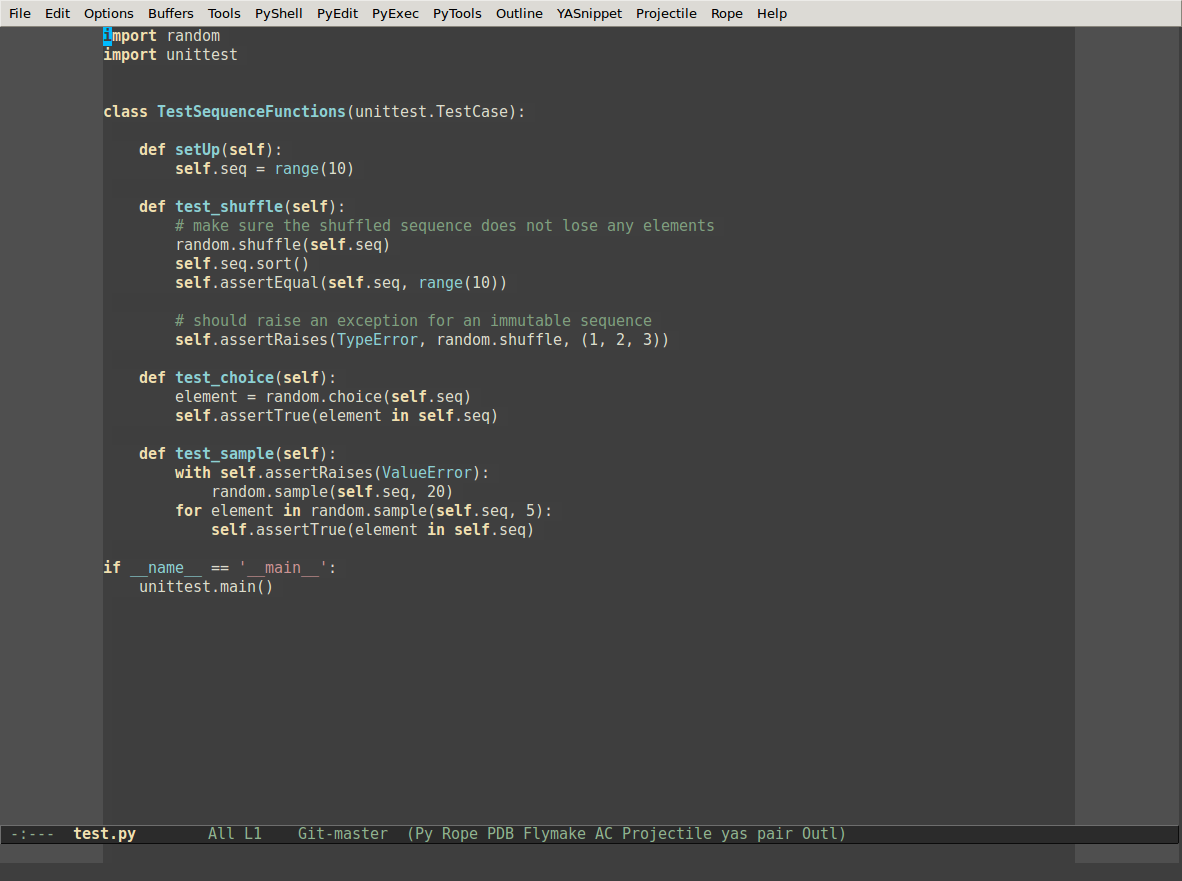 File Edit Options Buffers Tools PyShell PyEdit PyExec PyTools Outline YASnippet Projectile Rope Help
import random
import unittest


class TestSequenceFunctions(unittest.TestCase):

    def setUp(self):
        self.seq = range(10)

    def test_shuffle(self):
        # make sure the shuffled sequence does not lose any elements
        random.shuffle(self.seq)
        self.seq.sort()
        self.assertEqual(self.seq, range(10))

        # should raise an exception for an immutable sequence
        self.assertRaises(TypeError, random.shuffle, (1, 2, 3))

    def test_choice(self):
        element = random.choice(self.seq)
        self.assertTrue(element in self.seq)

    def test_sample(self):
        with self.assertRaises(ValueError):
            random.sample(self.seq, 20)
        for element in random.sample(self.seq, 5):
            self.assertTrue(element in self.seq)

if __name__ == '__main__':
    unittest.main()
-:---  test.py        All L1    Git-master  (Py Rope PDB Flymake AC Projectile yas pair Outl)